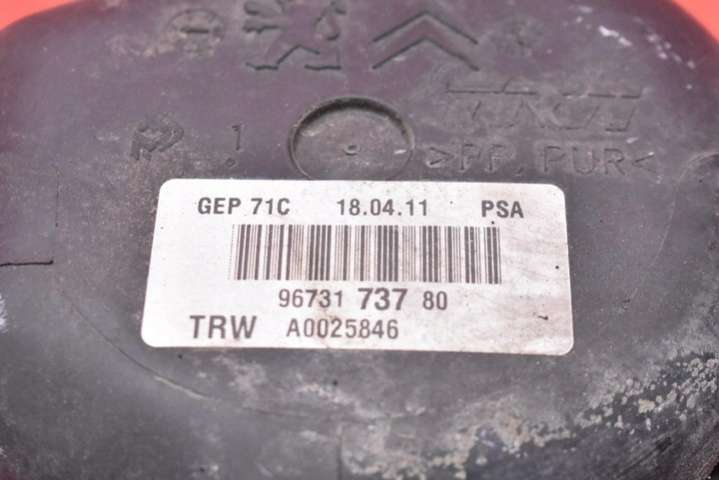 >PP, PUR<
GEP 71C 18.04.11 PSA
96731 737 80
TRW A0025846